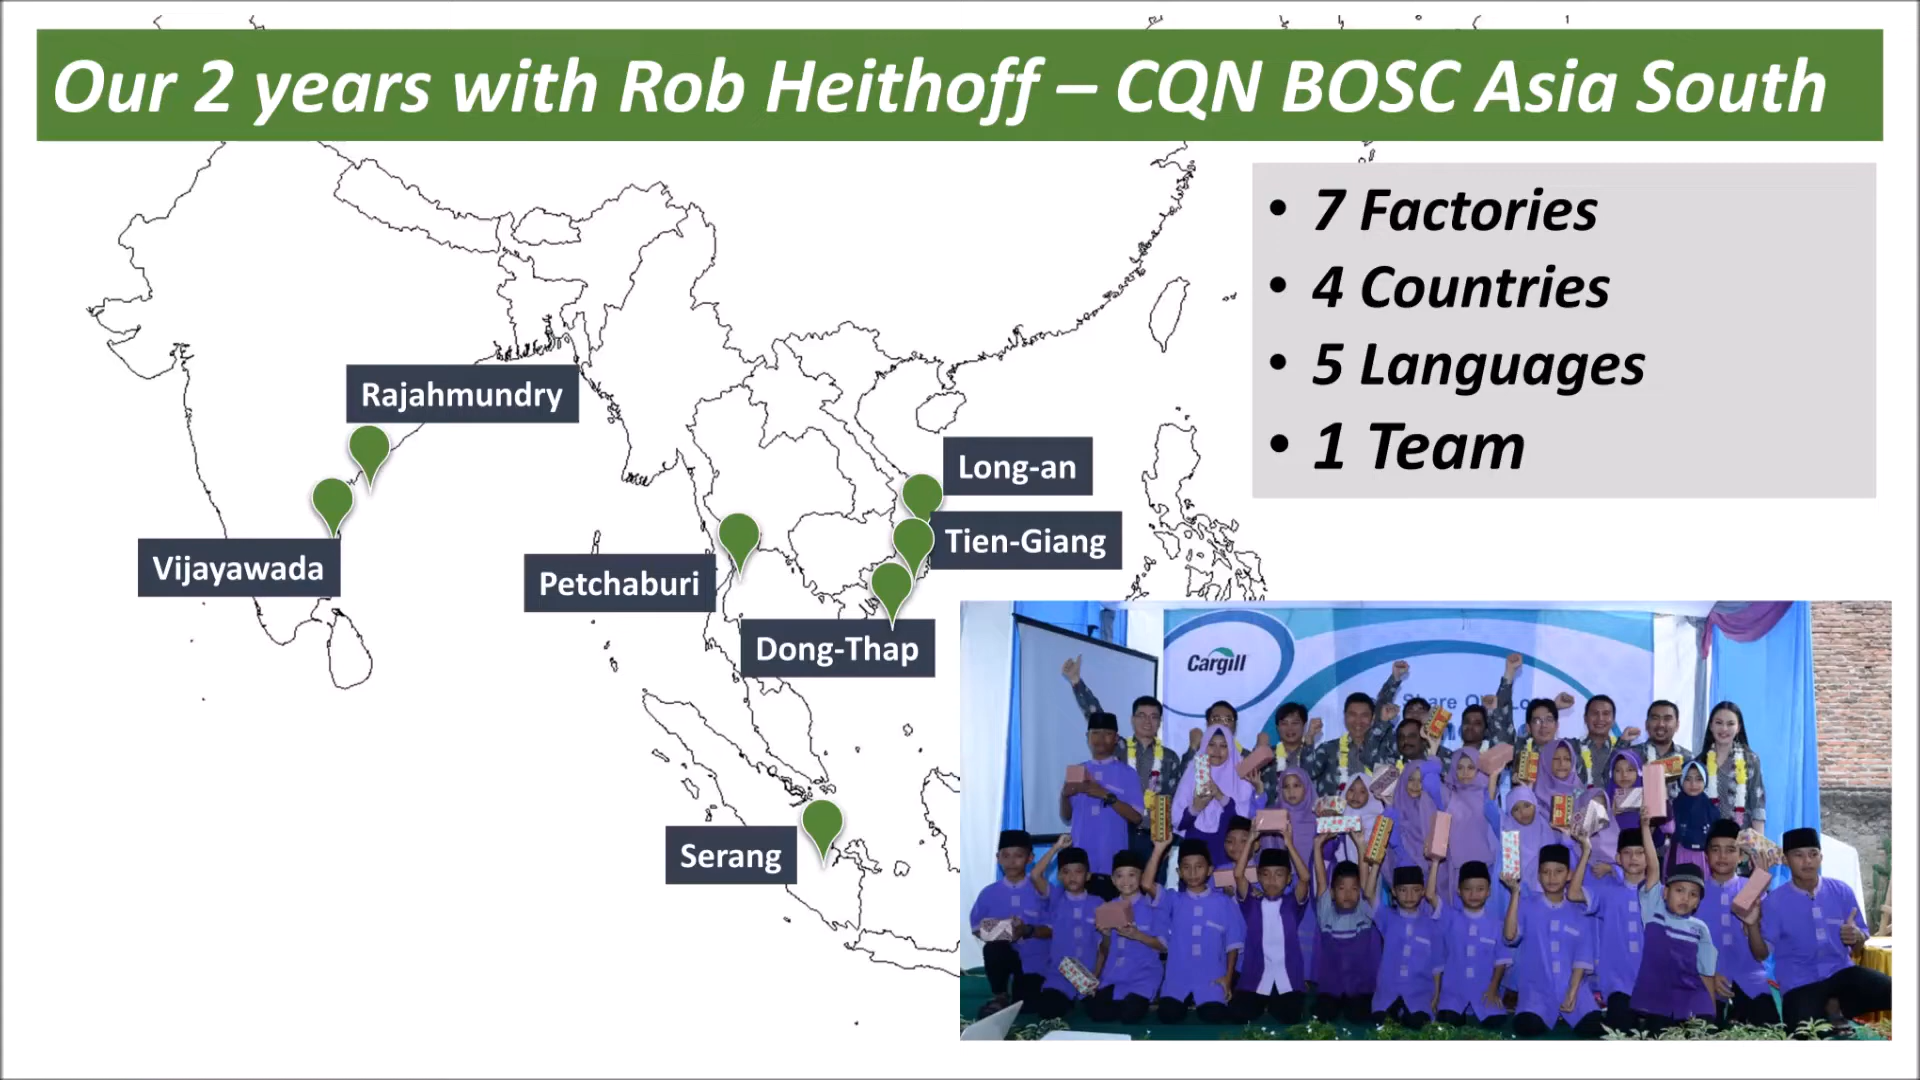 Our 2 years with Rob Heithoff – CQN BOSC Asia South
• 7 Factories
• 4 Countries
• 5 Languages
• 1 Team
Rajahmundry
Long-an
Tien-Giang
Vijayawada
Petchaburi
Dong-Thap
Serang
Cargill
Share